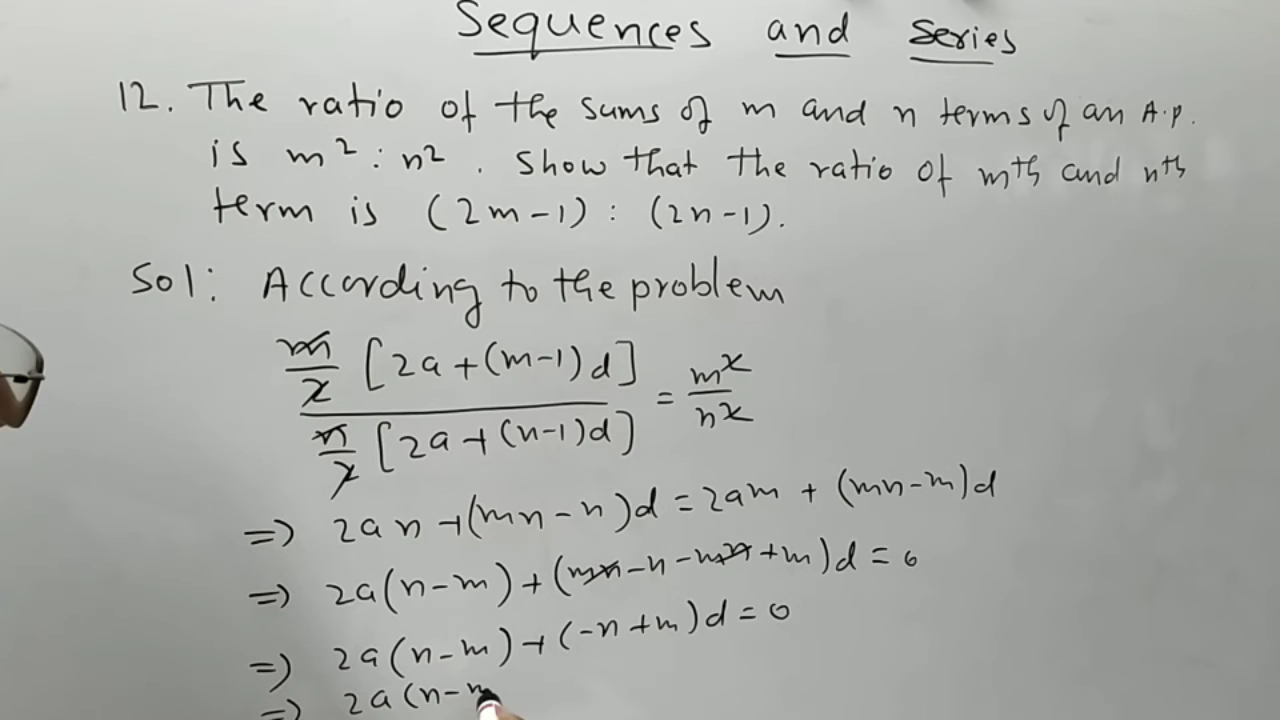 Sequences and Series
12. The ratio of the sums of m and n terms of an A.p.
is m² : n². Show that the ratio of mth and nth
term is (2m-1) : (2n-1).
Sol: According to the problem
m/2 [2a+(m-1)d] / n/2 [2a+(n-1)d] = m²/n²
=> 2an+(mn-n)d = 2am + (mn-m)d
=> 2a(n-m)+(mn-n-mn+m)d = 0
=> 2a(n-m)+(-n+m)d = 0
=> 2a(n-m